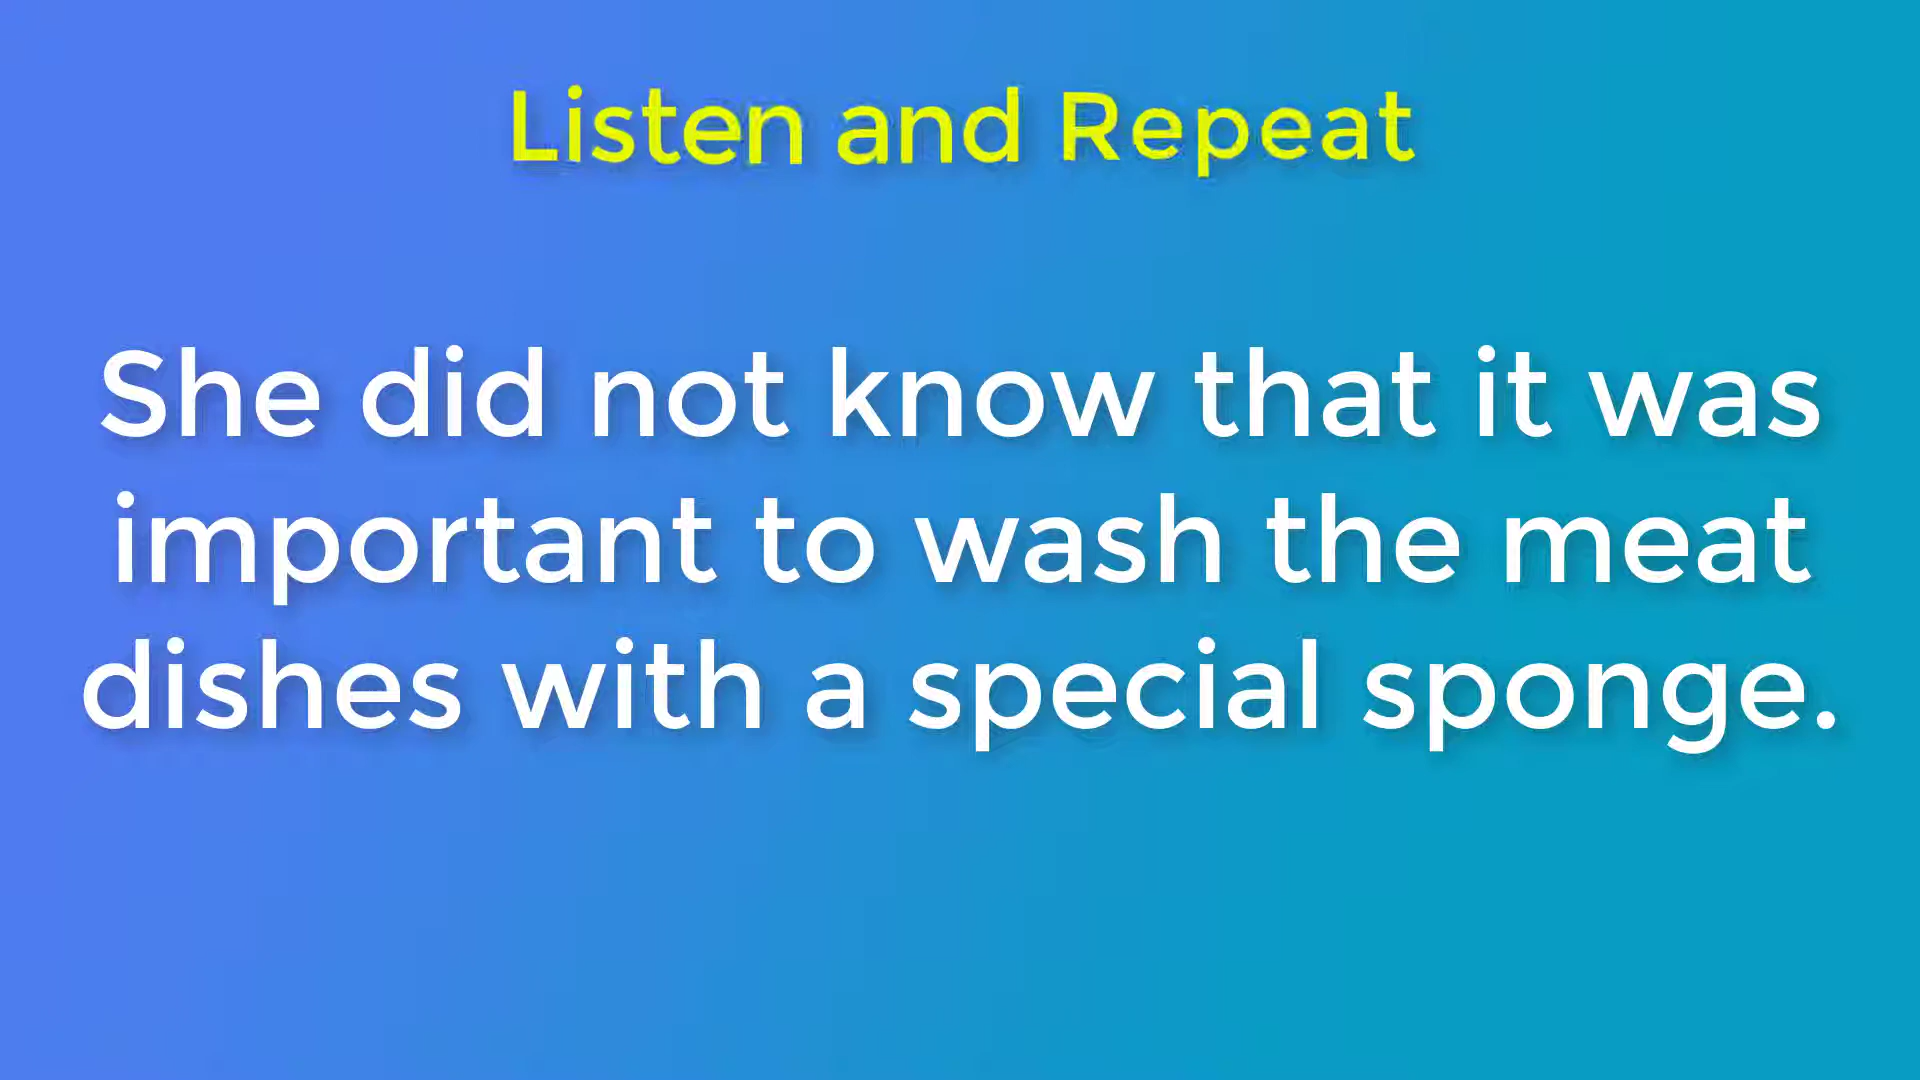 Listen and Repeat
She did not know that it was
important to wash the meat
dishes with a special sponge.